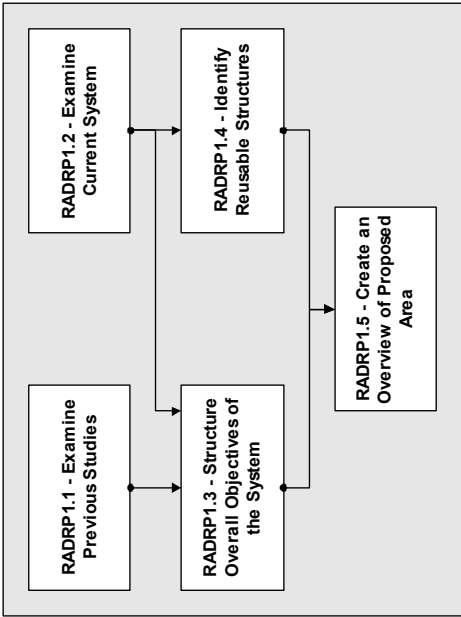 RADRP1.1 - Examine
Previous Studies
RADRP1.2 - Examine
Current System
RADRP1.3 - Structure
Overall Objectives of
the System
RADRP1.4 - Identify
Reusable Structures
RADRP1.5 - Create an
Overview of Proposed
Area